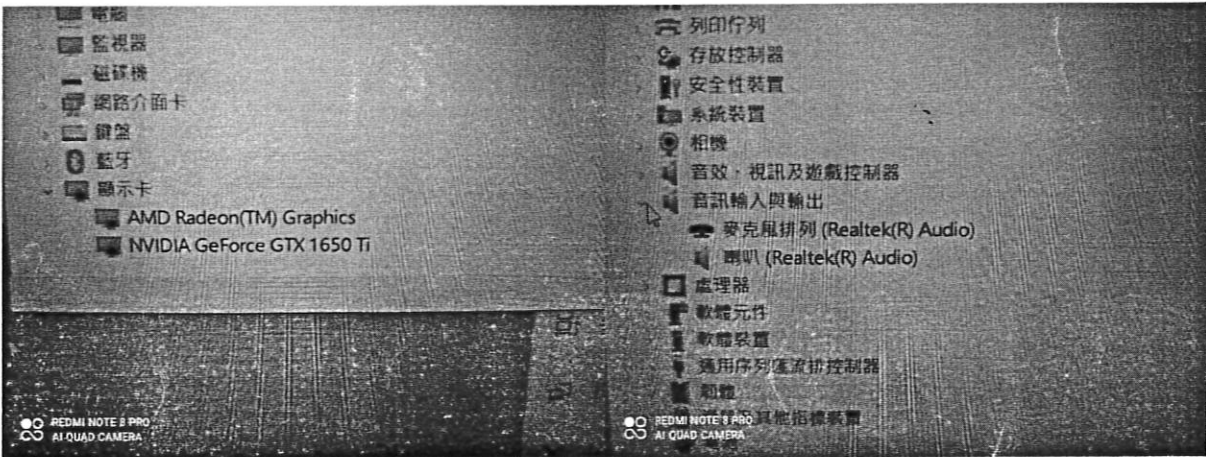 電腦
監視器
磁碟機
網路介面卡
鍵盤
藍牙
顯示卡
AMD Radeon(TM) Graphics
NVIDIA GeForce GTX 1650 Ti
REDMI NOTE 8 PRO
AI QUAD CAMERA
列印佇列
存放控制器
安全性裝置
系統裝置
相機
音效、視訊及遊戲控制器
音訊輸入與輸出
麥克風排列 (Realtek(R) Audio)
喇叭 (Realtek(R) Audio)
處理器
軟體元件
軟體裝置
通用序列匯流排控制器
韌體
其他指標裝置
REDMI NOTE 8 PRO
AI QUAD CAMERA